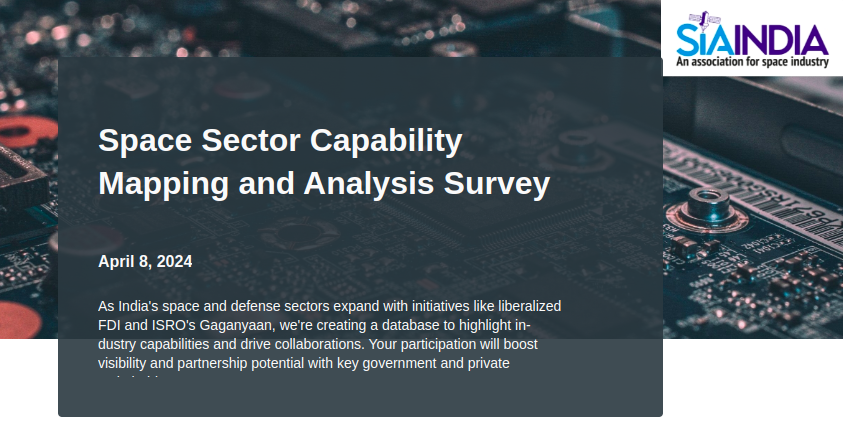 SIAINDIA
An association for space industry
Space Sector Capability
Mapping and Analysis Survey
April 8, 2024
As India's space and defense sectors expand with initiatives like liberalized
FDI and ISRO's Gaganyaan, we're creating a database to highlight in-
dustry capabilities and drive collaborations. Your participation will boost
visibility and partnership potential with key government and private